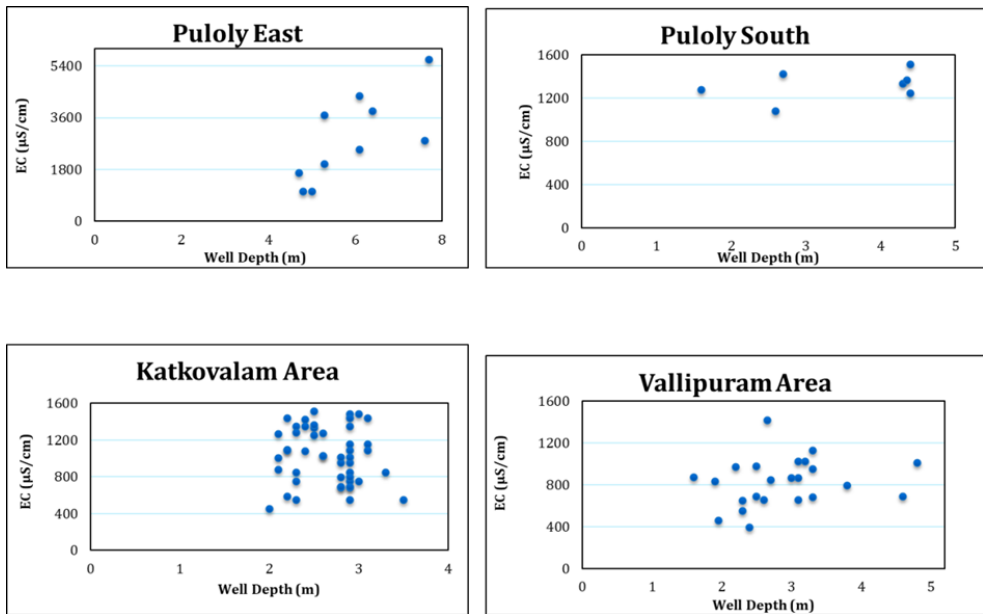 Puloly East
EC (µS/cm)
5400
3600
1800
0
0 2 4 6 8
Well Depth (m)
Puloly South
EC (µS/cm)
1600
1200
800
400
0
0 1 2 3 4 5
Well Depth (m)
Katkovalam Area
EC (µS/cm)
1600
1200
800
400
0
0 1 2 3 4
Well Depth (m)
Vallipuram Area
EC (µS/cm)
1600
1200
800
400
0
0 1 2 3 4 5
Well Depth (m)